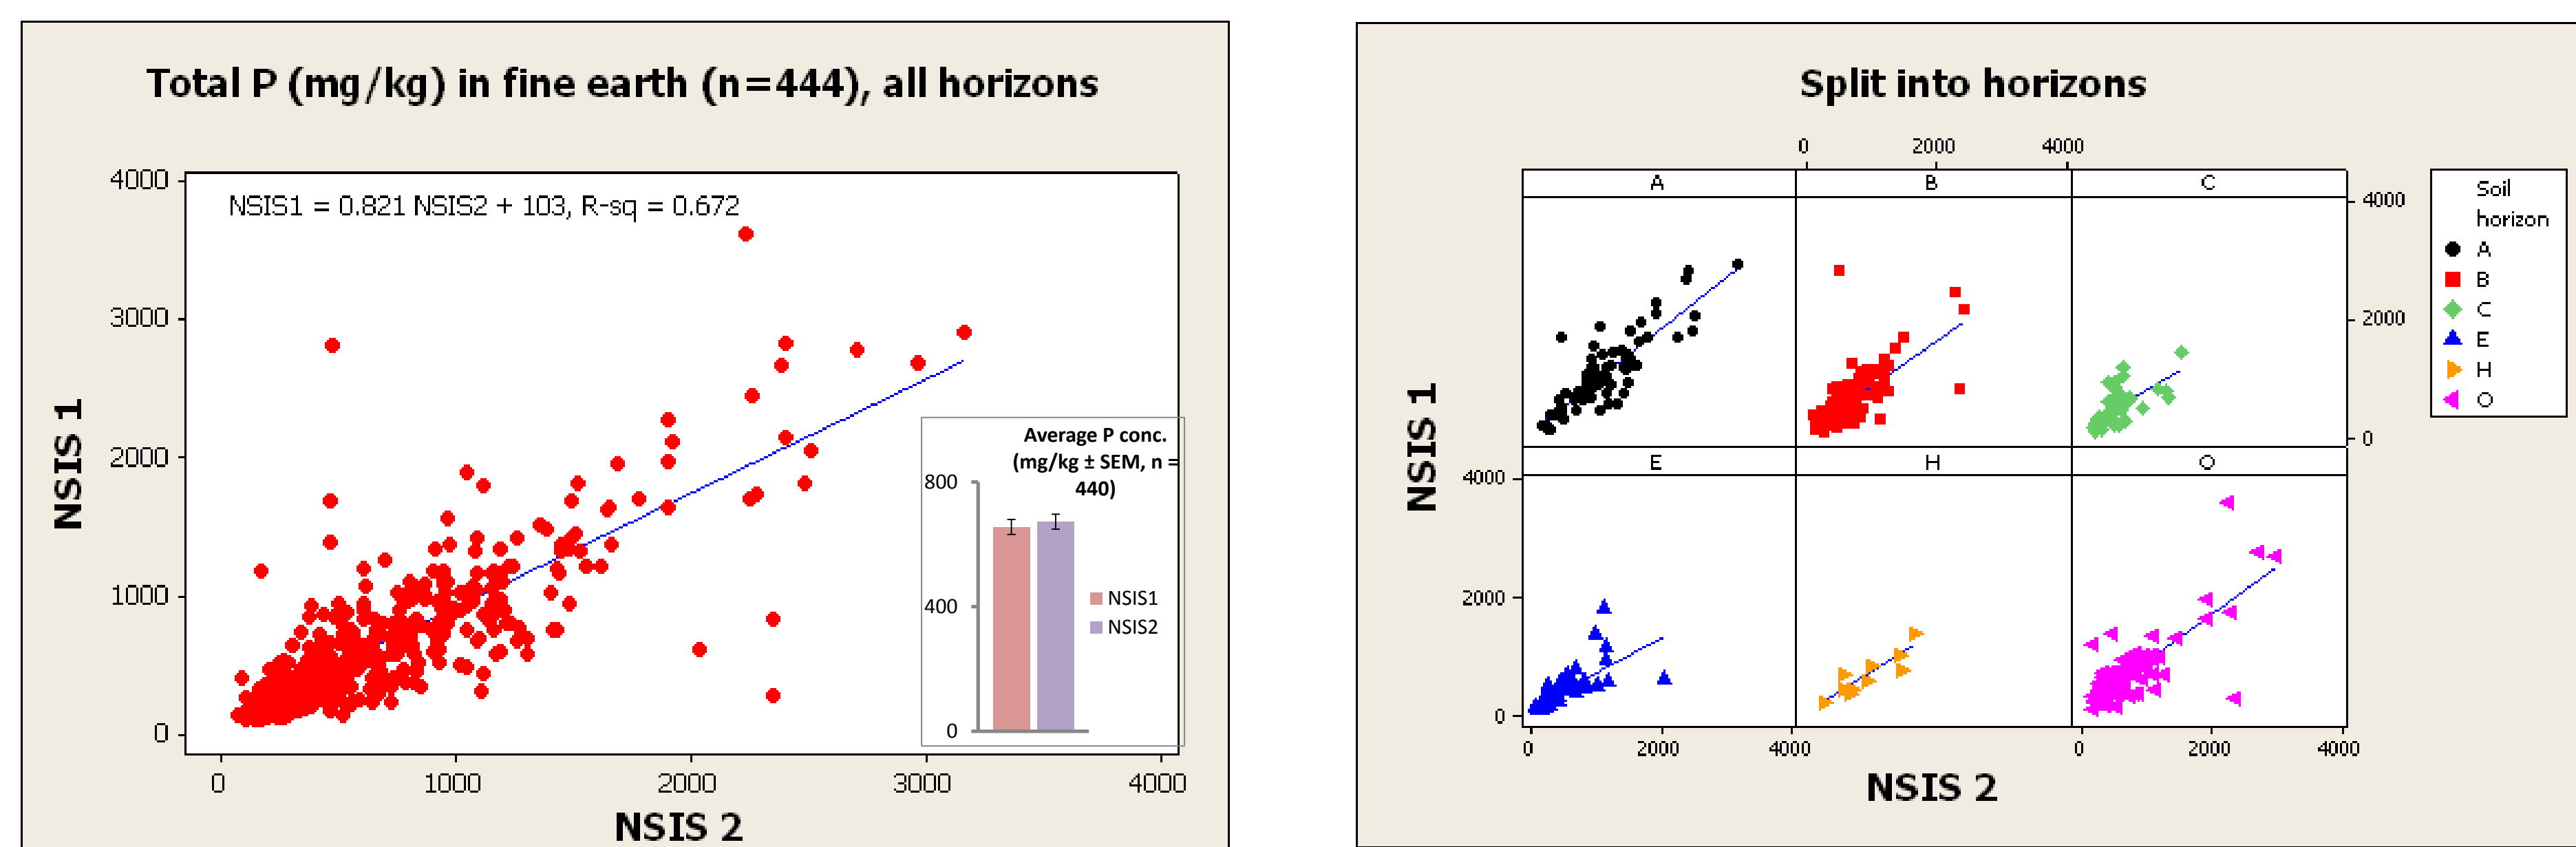 Total P (mg/kg) in fine earth (n=444), all horizons
NSIS1 = 0.821 NSIS2 + 103, R-sq = 0.672
4000
3000
2000
1000
0
NSIS 1
0 1000 2000 3000 4000
NSIS 2
Average P conc.
(mg/kg ± SEM, n =
440)
800
400
0
NSIS1
NSIS2
Split into horizons
0 2000 4000
A B C
4000
2000
0
E H O
4000
2000
0
NSIS 1
0 2000 4000 0 2000 4000
NSIS 2
Soil
horizon
A
B
C
E
H
O